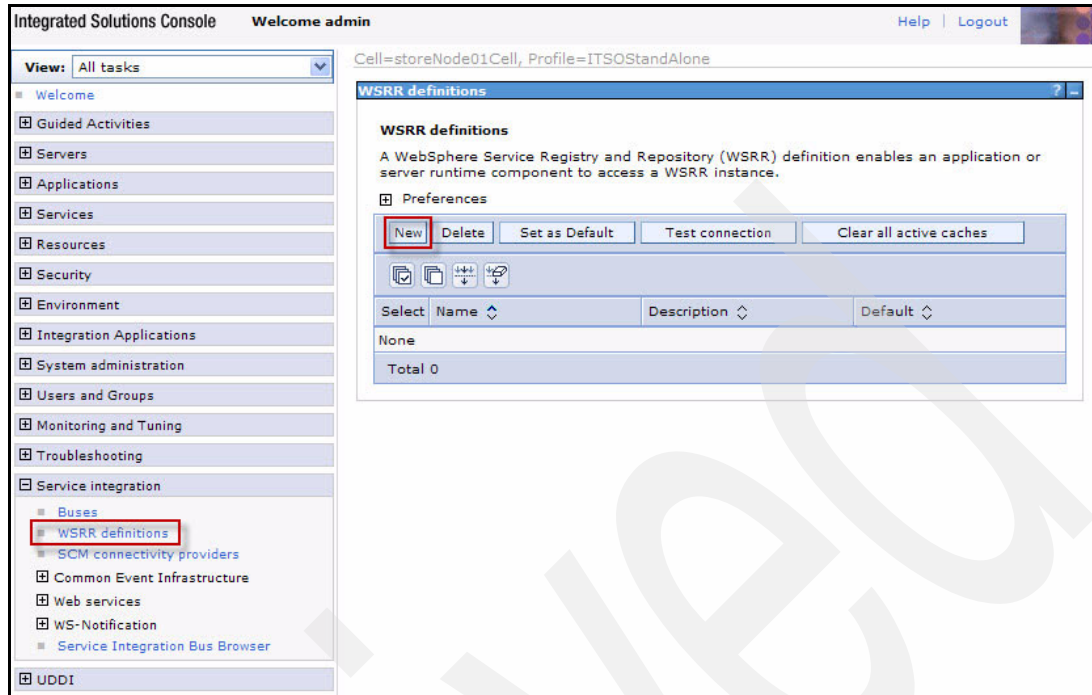 Integrated Solutions Console Welcome admin Help | Logout
View: All tasks
Welcome
Guided Activities
Servers
Applications
Services
Resources
Security
Environment
Integration Applications
System administration
Users and Groups
Monitoring and Tuning
Troubleshooting
Service integration
Buses
WSRR definitions
SCM connectivity providers
Common Event Infrastructure
Web services
WS-Notification
Service Integration Bus Browser
UDDI
Cell=storeNode01Cell, Profile=ITSOStandAlone
WSRR definitions ? -
WSRR definitions
A WebSphere Service Registry and Repository (WSRR) definition enables an application or
server runtime component to access a WSRR instance.
Preferences
New Delete Set as Default Test connection Clear all active caches
Select Name Description Default
None
Total 0